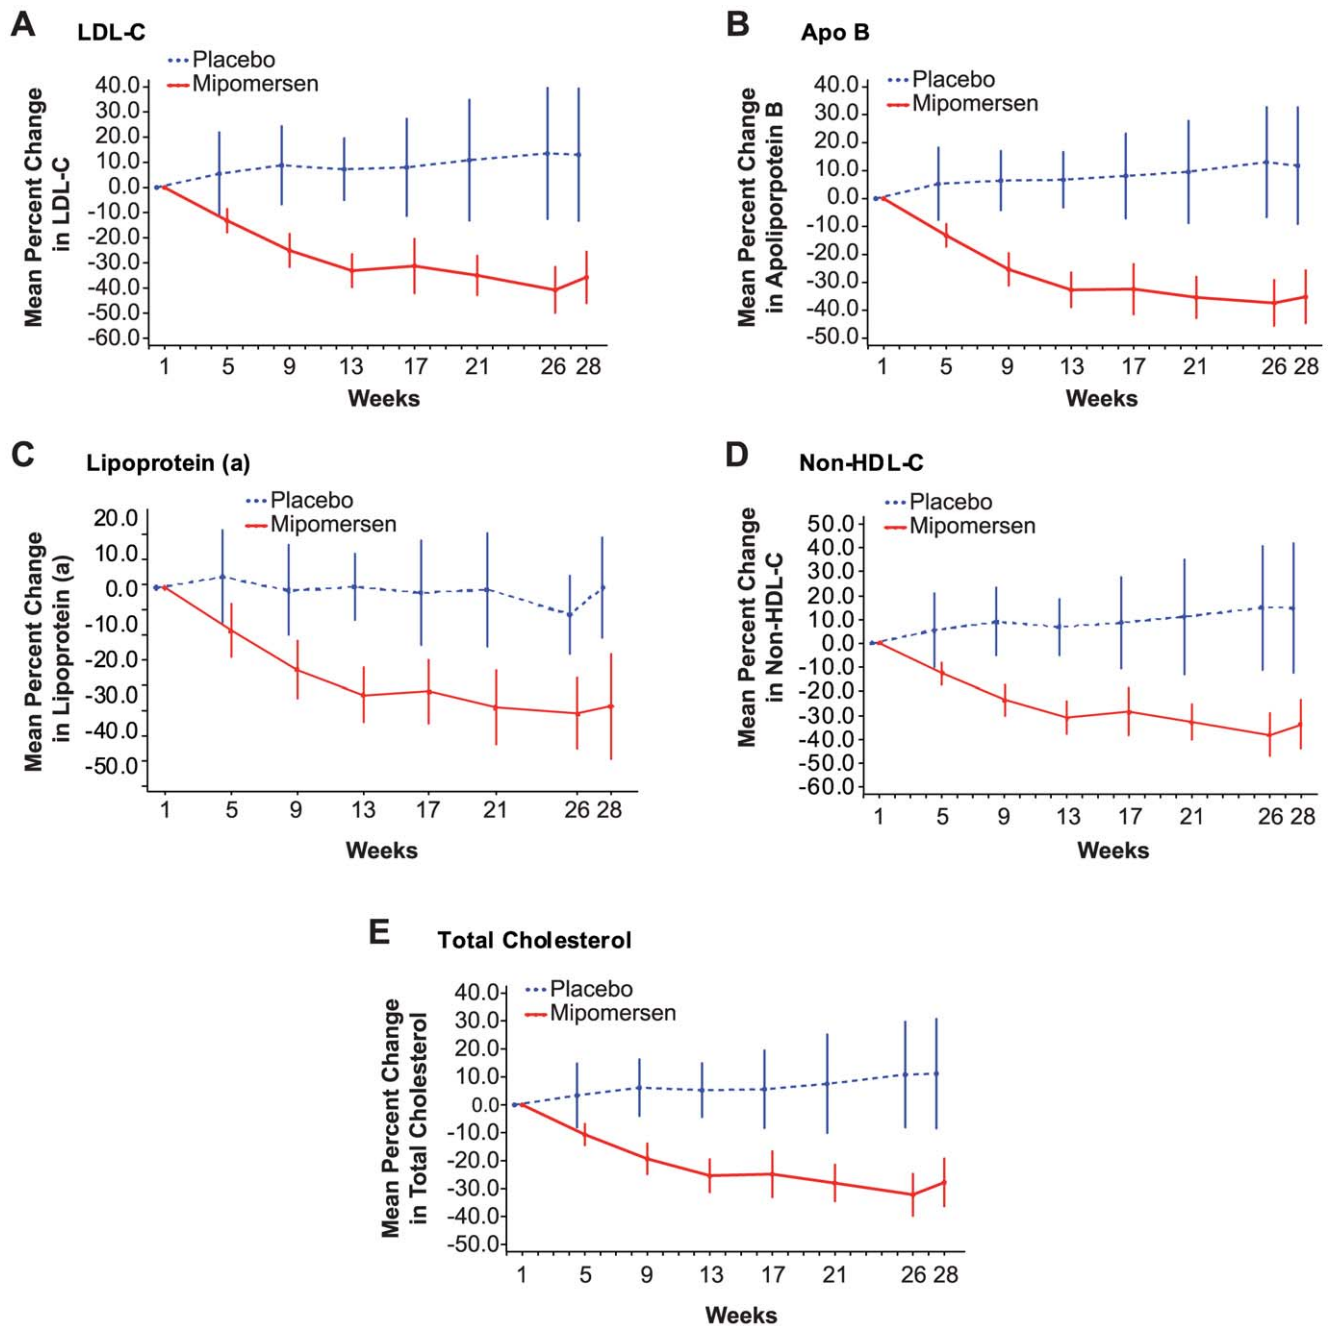 A LDL-C
Placebo
Mipomersen
Mean Percent Change
in LDL-C
40.0
30.0
20.0
10.0
0.0
-10.0
-20.0
-30.0
-40.0
-50.0
-60.0
1 5 9 13 17 21 26 28
Weeks
B Apo B
Placebo
Mipomersen
Mean Percent Change
in Apoliporpotein B
40.0
30.0
20.0
10.0
0.0
-10.0
-20.0
-30.0
-40.0
-50.0
1 5 9 13 17 21 26 28
Weeks
C Lipoprotein (a)
Placebo
Mipomersen
Mean Percent Change
in Lipoprotein (a)
20.0
10.0
0.0
-10.0
-20.0
-30.0
-40.0
-50.0
1 5 9 13 17 21 26 28
Weeks
D Non-HDL-C
Placebo
Mipomersen
Mean Percent Change
in Non-HDL-C
50.0
40.0
30.0
20.0
10.0
0.0
-10.0
-20.0
-30.0
-40.0
-50.0
-60.0
1 5 9 13 17 21 26 28
Weeks
E Total Cholesterol
Placebo
Mipomersen
Mean Percent Change
in Total Cholesterol
40.0
30.0
20.0
10.0
0.0
-10.0
-20.0
-30.0
-40.0
-50.0
1 5 9 13 17 21 26 28
Weeks